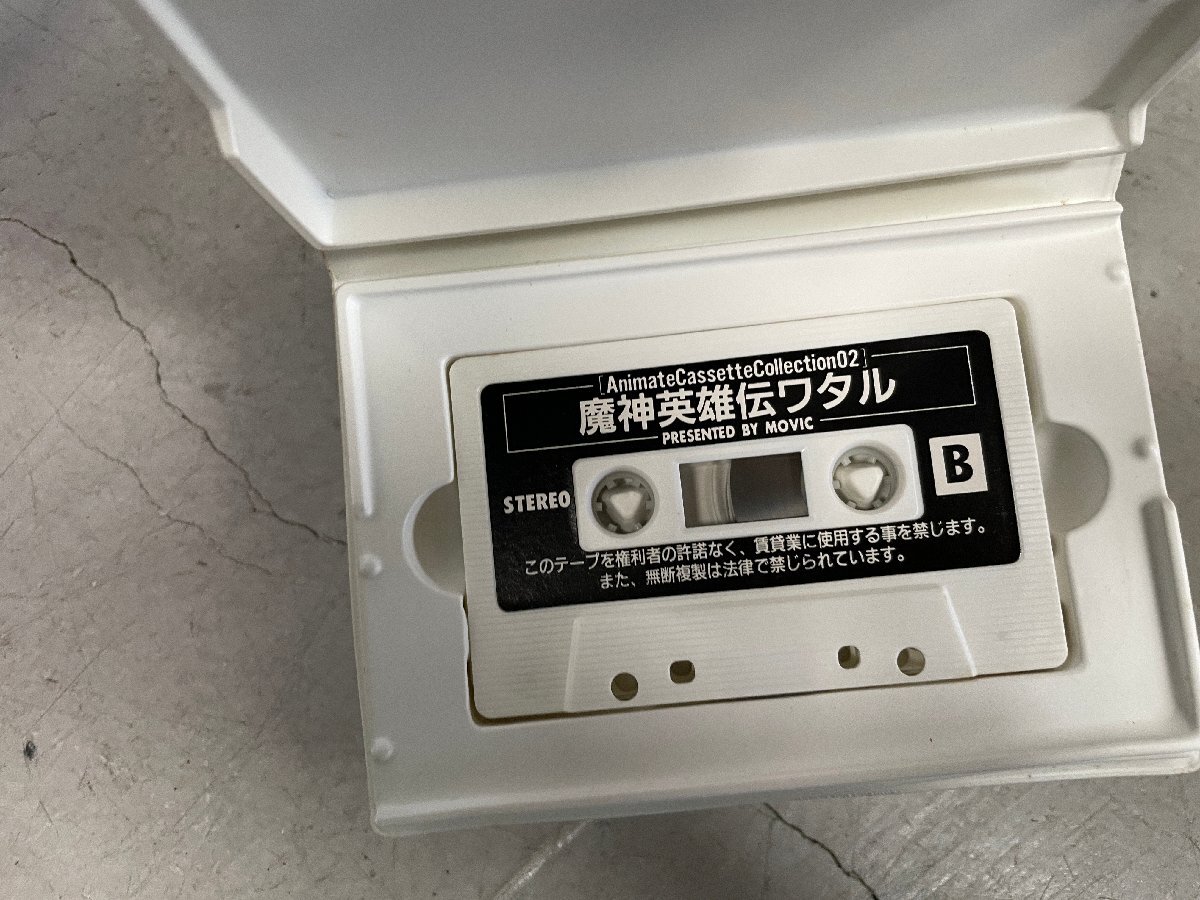 [AnimateCassetteCollection02]
魔神英雄伝ワタル
PRESENTED BY MOVIC
STEREO
B
このテープを権利者の許諾なく、賃貸業に使用する事を禁じます。
また、無断複製は法律で禁じられています。